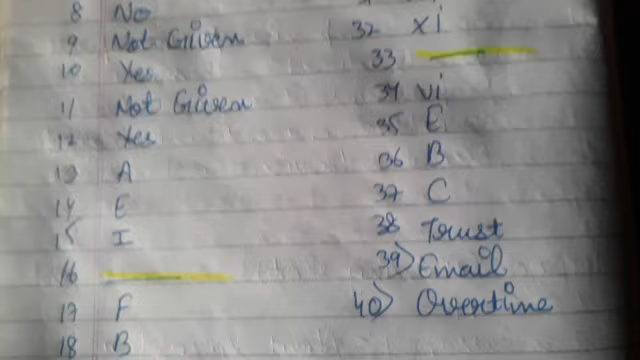 8 No
9 Not Given
10 Yes
11 Not Given
12 Yes
13 A
14 E
15 I
16
17 F
18 B
32 xi
33
34 vi
35 E
36 B
37 C
38 Trust
39) Email
40) Overtime